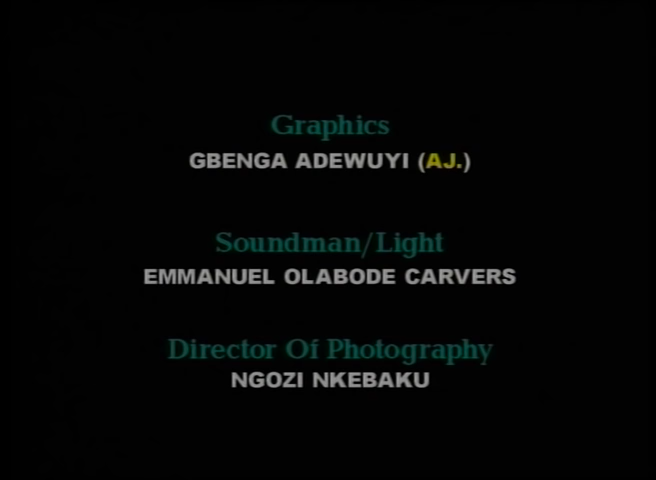 Graphics
GBENGA ADEWUYI (AJ.)
Soundman/Light
EMMANUEL OLABODE CARVERS
Director Of Photography
NGOZI NKEBAKU